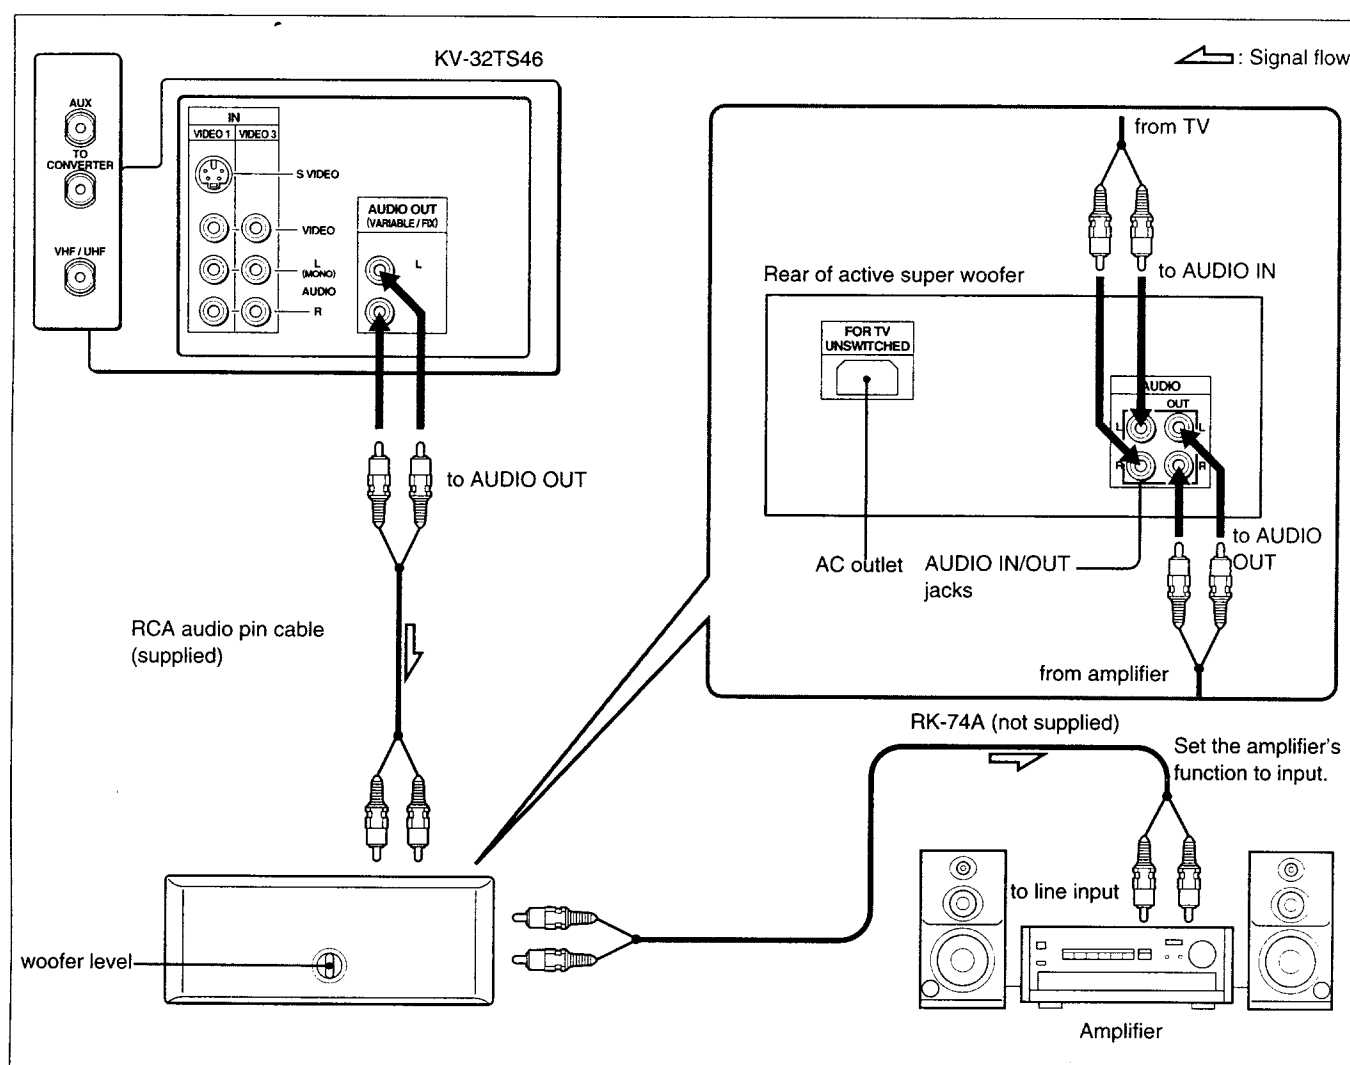 KV-32TS46
: Signal flow
AUX
TO
CONVERTER
VHF / UHF
IN
VIDEO 1 VIDEO 3
S VIDEO
VIDEO
L
(MONO)
AUDIO
R
AUDIO OUT
(VARIABLE / FIX)
L
to AUDIO OUT
RCA audio pin cable
(supplied)
woofer level
from TV
to AUDIO IN
Rear of active super woofer
FOR TV
UNSWITCHED
AUDIO
OUT
L
L
R
R
AC outlet
AUDIO IN/OUT
jacks
to AUDIO
OUT
from amplifier
RK-74A (not supplied)
Set the amplifier's
function to input.
to line input
Amplifier